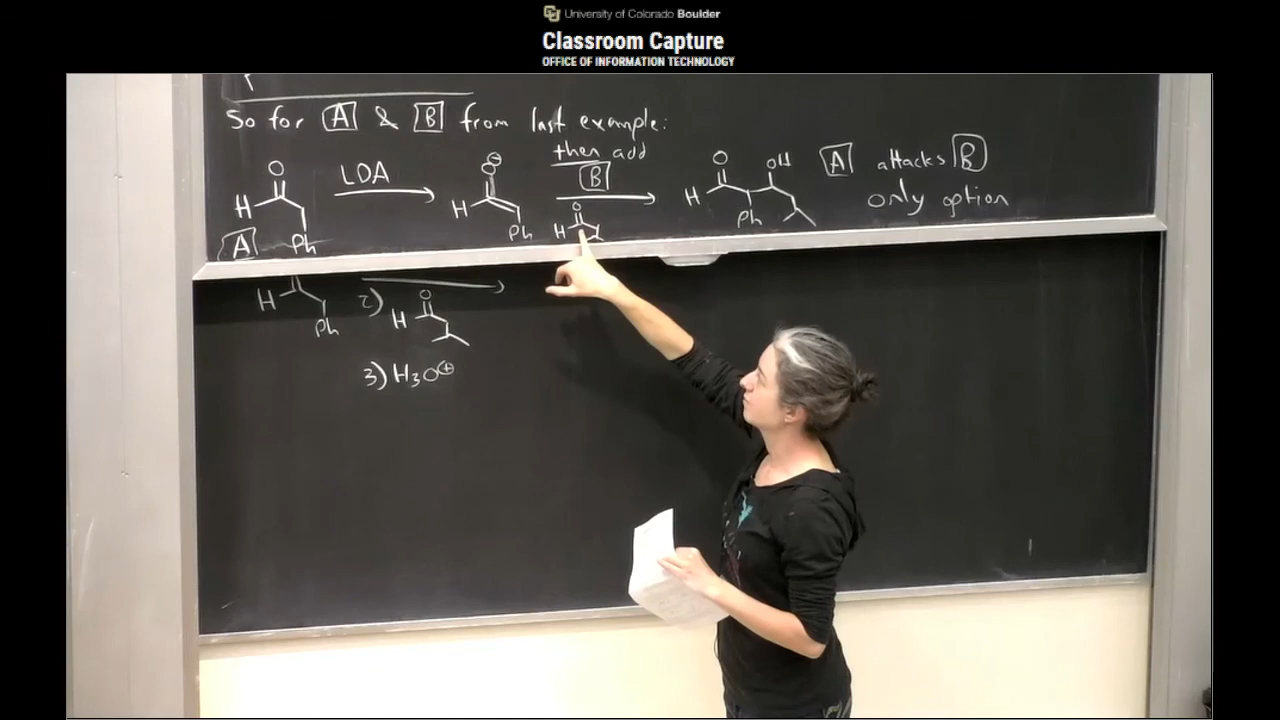 University of Colorado Boulder
Classroom Capture
OFFICE OF INFORMATION TECHNOLOGY
So for A & B from last example:
then add
B
LDA
O
H
Ph
A
O⊖
H
Ph
O
H
O
OH
H
Ph
A attacks B
only option
H
Ph
2)
O
H
3) H₃O⊕